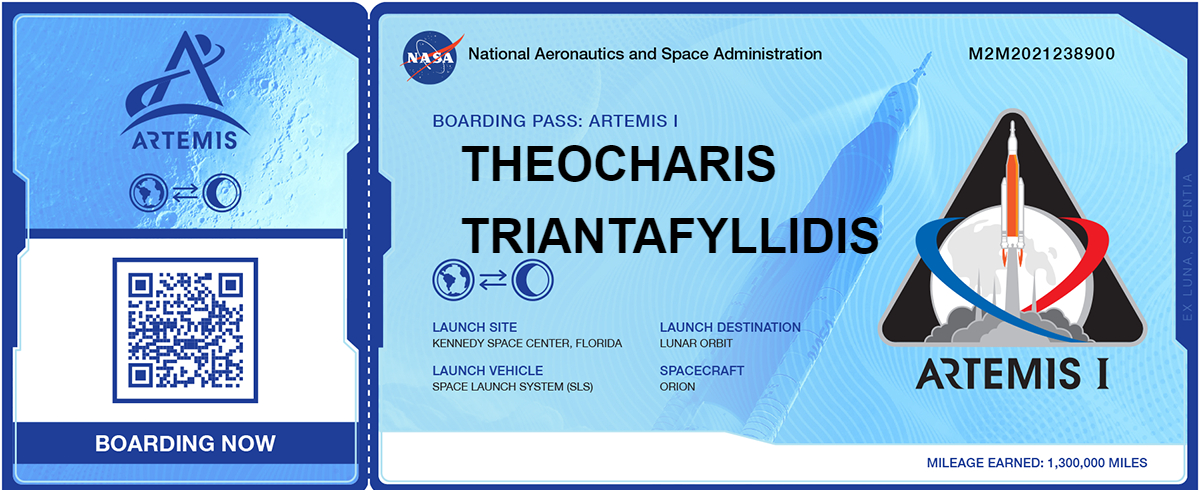 ARTEMIS
BOARDING NOW
NASA
National Aeronautics and Space Administration
M2M2021238900
BOARDING PASS: ARTEMIS I
THEOCHARIS
TRIANTAFYLLIDIS
LAUNCH SITE
KENNEDY SPACE CENTER, FLORIDA
LAUNCH DESTINATION
LUNAR ORBIT
LAUNCH VEHICLE
SPACE LAUNCH SYSTEM (SLS)
SPACECRAFT
ORION
ARTEMIS I
EX LUNA SCIENTIA
MILEAGE EARNED: 1,300,000 MILES